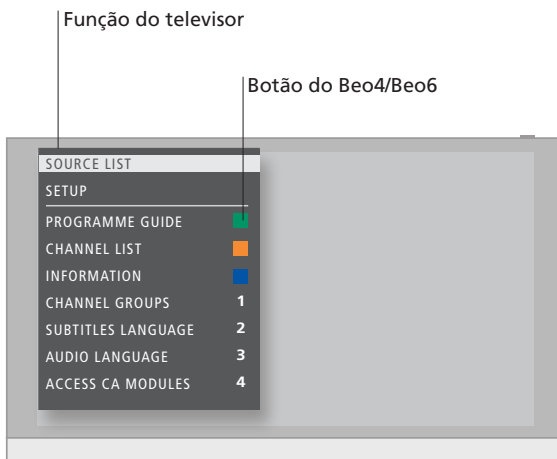 Função do televisor
Botão do Beo4/Beo6
SOURCE LIST
SETUP
PROGRAMME GUIDE
CHANNEL LIST
INFORMATION
CHANNEL GROUPS 1
SUBTITLES LANGUAGE 2
AUDIO LANGUAGE 3
ACCESS CA MODULES 4